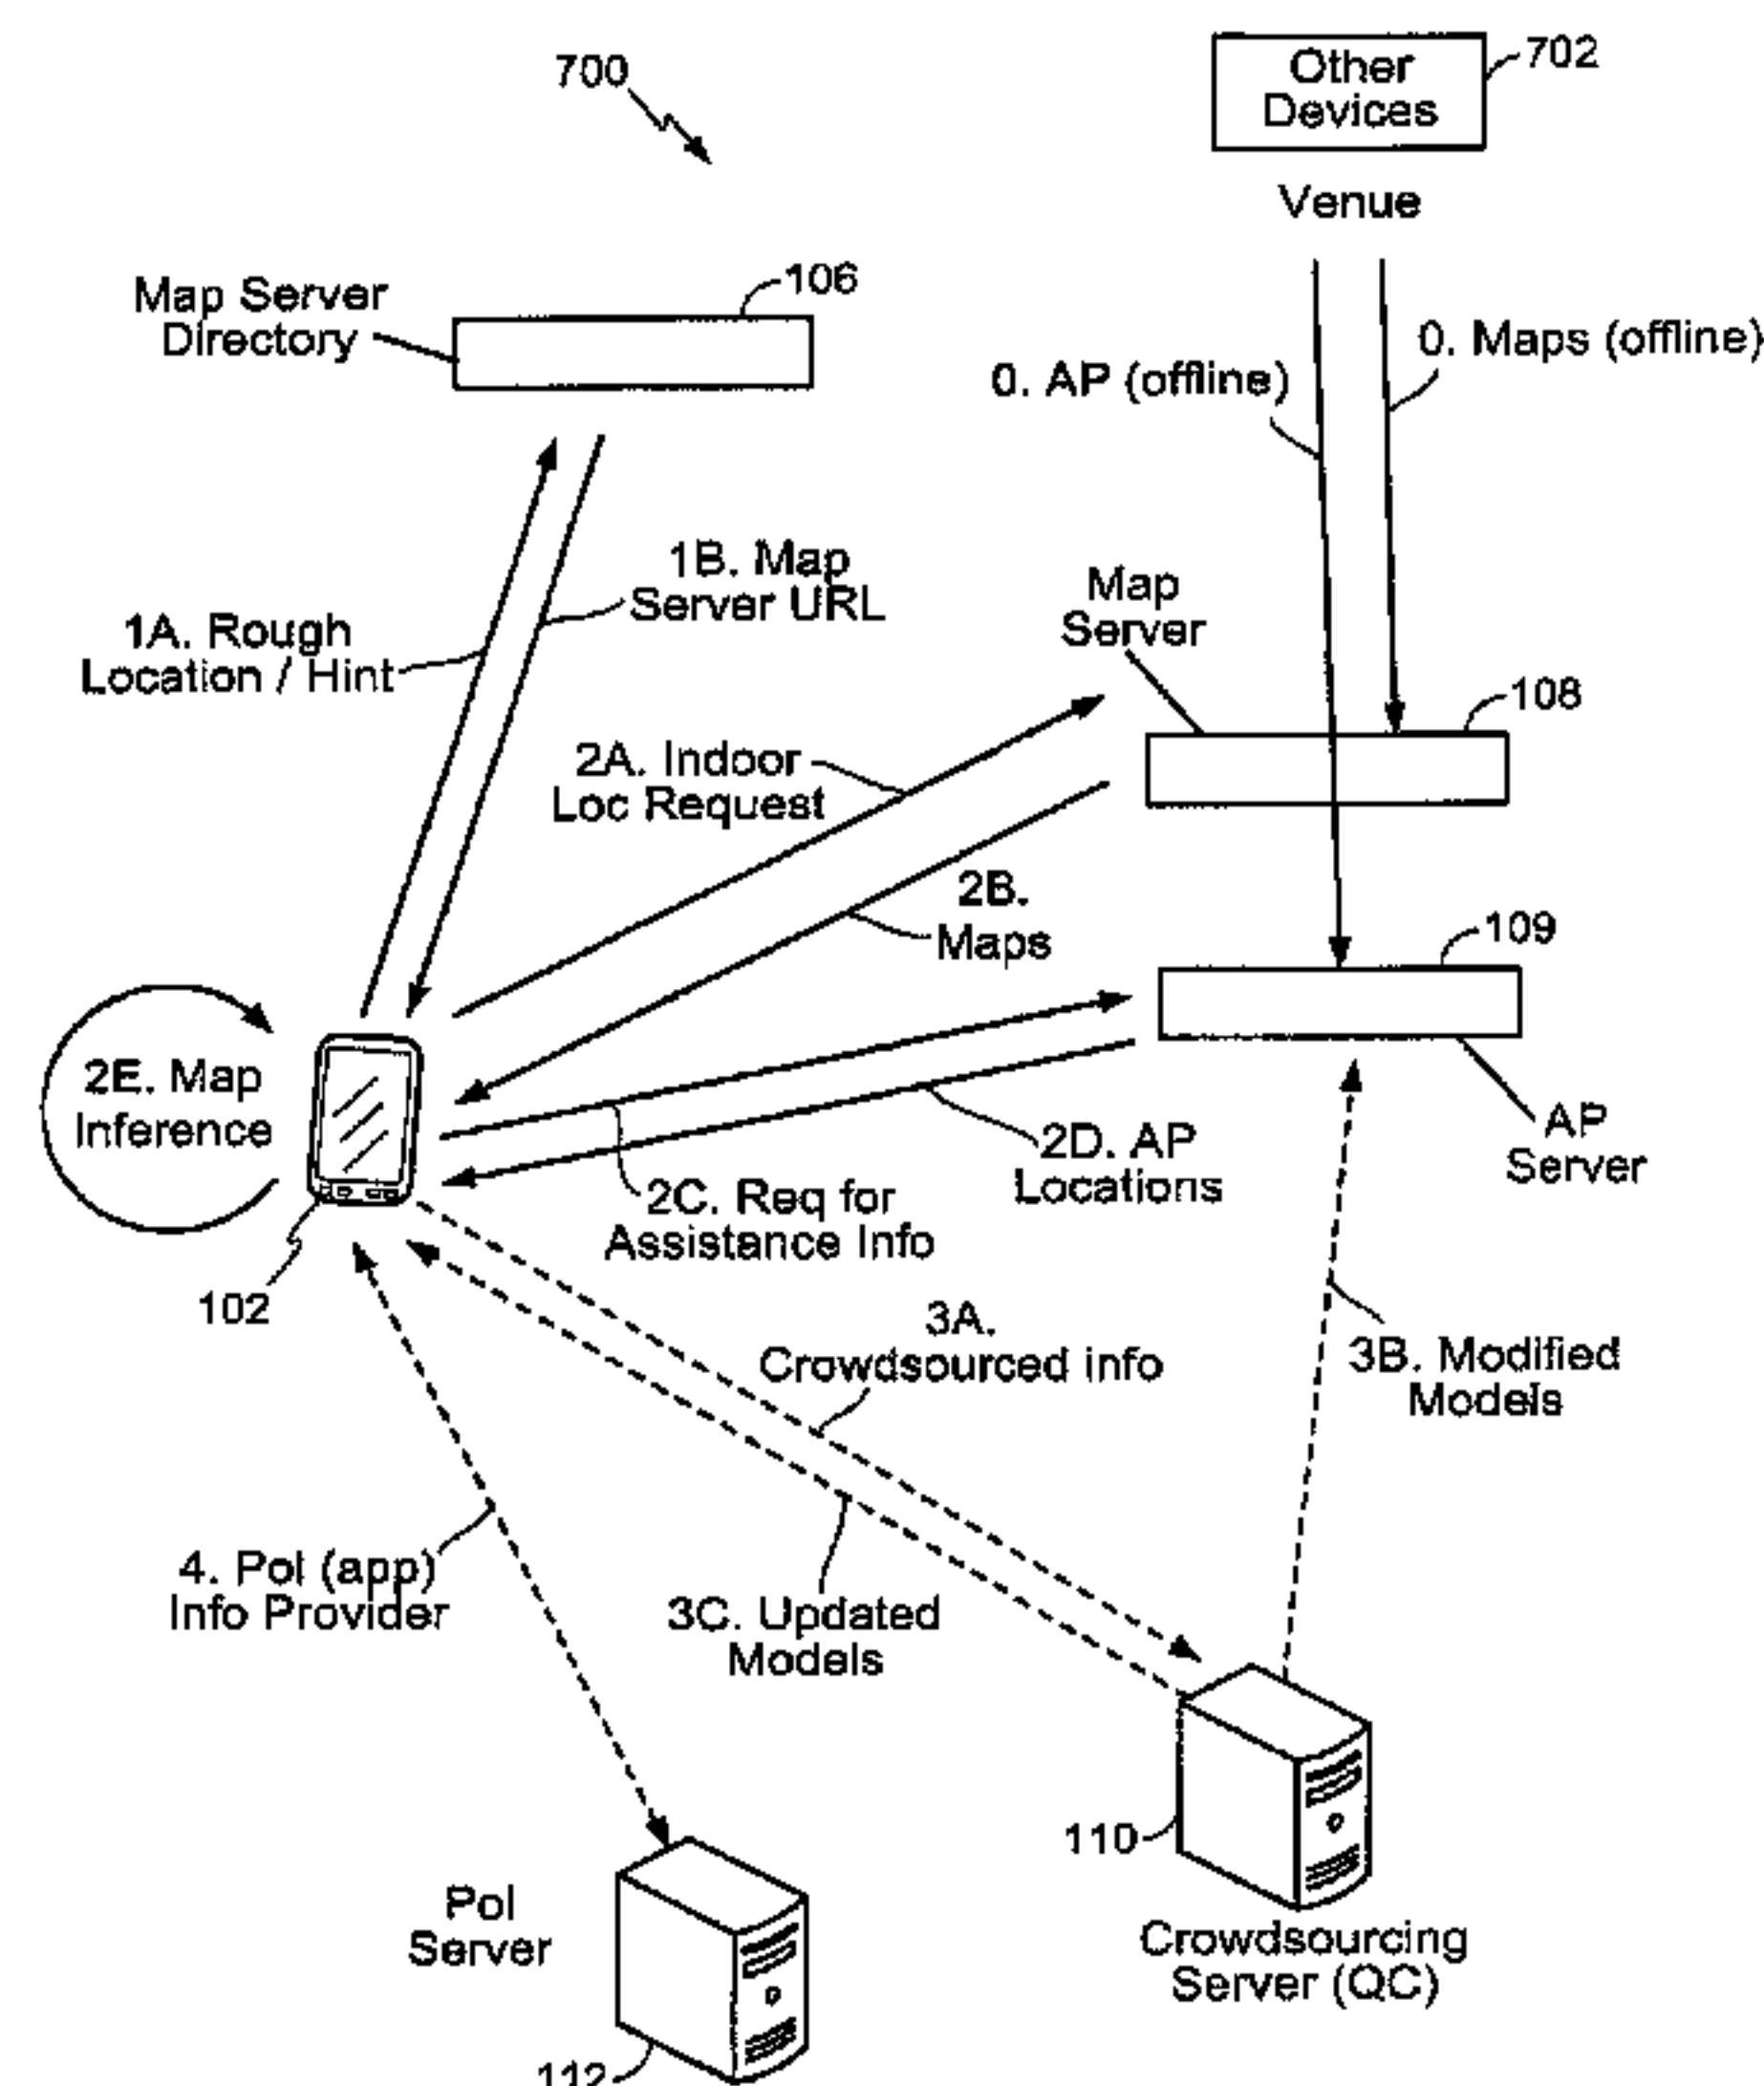 700
Other
Devices
702
Venue
Map Server
Directory
106
0. AP (offline)
0. Maps (offline)
1A. Rough
Location / Hint
1B. Map
Server URL
Map
Server
108
2A. Indoor
Loc Request
2B.
Maps
109
2E. Map
Inference
AP
Server
2D. AP
Locations
2C. Req for
Assistance Info
102
3A.
Crowdsourced info
3B. Modified
Models
4. PoI (app)
Info Provider
3C. Updated
Models
110
PoI
Server
Crowdsourcing
Server (QC)
112